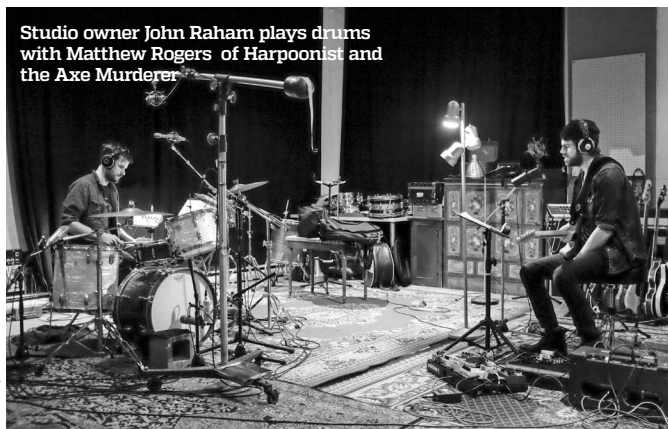 Studio owner John Raham plays drums
with Matthew Rogers of Harpoonist and
the Axe Murderer